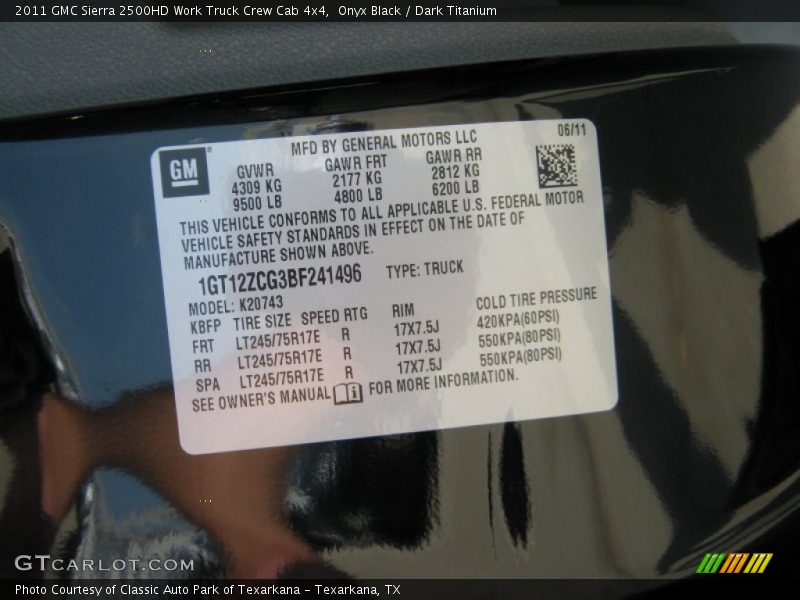 2011 GMC Sierra 2500HD Work Truck Crew Cab 4x4, Onyx Black / Dark Titanium
MFD BY GENERAL MOTORS LLC 06/11
GM
GVWR GAWR FRT GAWR RR
4309 KG 2177 KG 2812 KG
9500 LB 4800 LB 6200 LB
THIS VEHICLE CONFORMS TO ALL APPLICABLE U.S. FEDERAL MOTOR
VEHICLE SAFETY STANDARDS IN EFFECT ON THE DATE OF
MANUFACTURE SHOWN ABOVE.
1GT12ZCG3BF241496 TYPE: TRUCK
MODEL: K20743
KBFP TIRE SIZE SPEED RTG RIM COLD TIRE PRESSURE
FRT LT245/75R17E R 17X7.5J 420KPA(60PSI)
RR LT245/75R17E R 17X7.5J 550KPA(80PSI)
SPA LT245/75R17E R 17X7.5J 550KPA(80PSI)
SEE OWNER'S MANUAL FOR MORE INFORMATION.
GTCARLOT.COM
Photo Courtesy of Classic Auto Park of Texarkana - Texarkana, TX